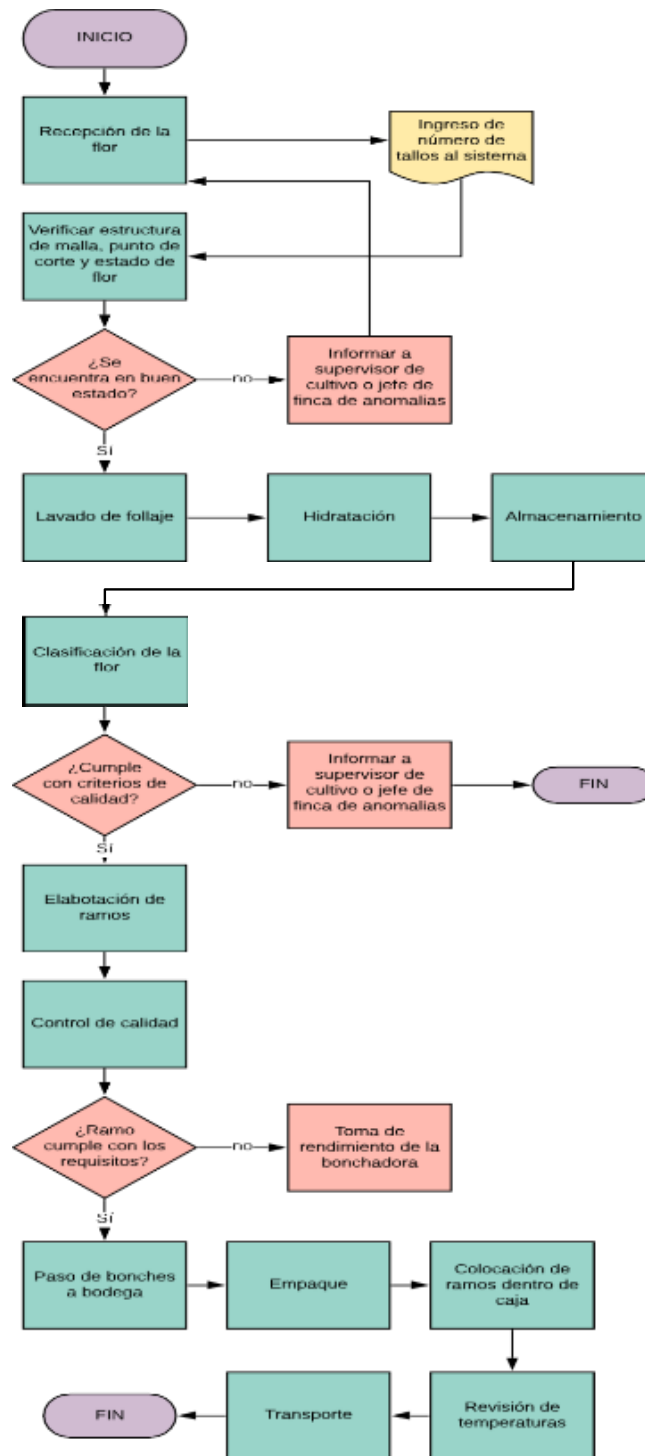 INICIO
Recepción de la
flor
Ingreso de
número de
tallos al sistema
Verificar estructura
de malla, punto de
corte y estado de
flor
¿Se
encuentra en buen
estado?
no
Informar a
supervisor de
cultivo o jefe de
finca de anomalias
Sí
Lavado de follaje
Hidratación
Almacenamiento
Clasificación de la
flor
¿Cumple
con criterios de
calidad?
no
Informar a
supervisor de
cultivo o jefe de
finca de anomalias
FIN
Sí
Elabotación de
ramos
Control de calidad
¿Ramo
cumple con los
requisitos?
no
Toma de
rendimiento de la
bonchadora
Sí
Paso de bonches
a bodega
Empaque
Colocación de
ramos dentro de
caja
FIN
Transporte
Revisión de
temperaturas